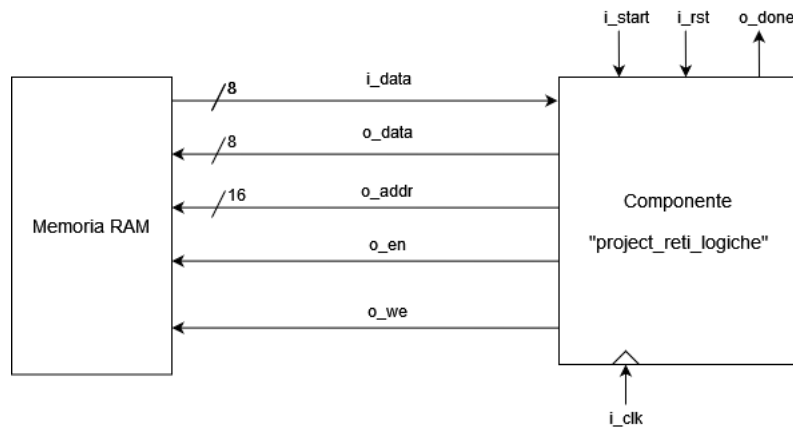 i_start i_rst o_done
8 i_data
8 o_data
16 o_addr
Memoria RAM
Componente
"project_reti_logiche"
o_en
o_we
i_clk